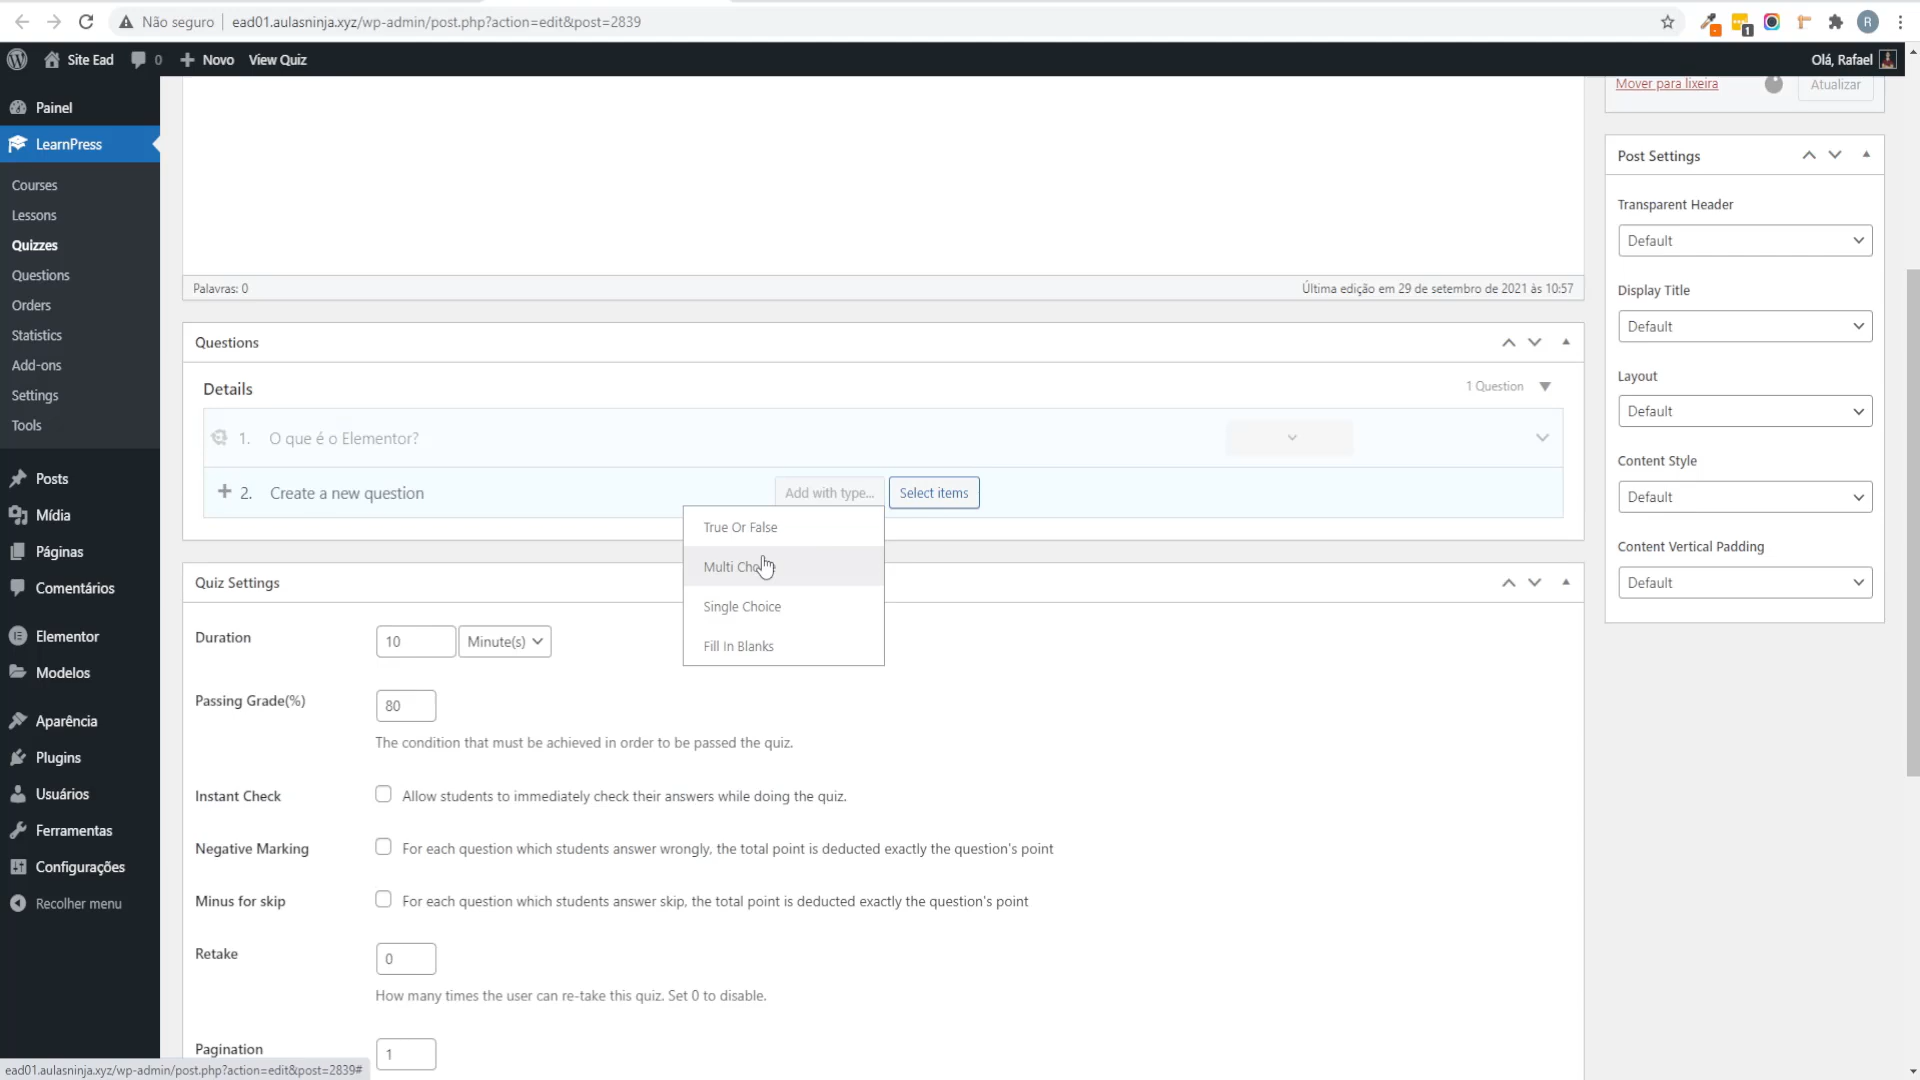 Não seguro
ead01.aulasninja.xyz/wp-admin/post.php?action=edit&post=2839
1
R
Site Ead
0
Novo
View Quiz
Olá, Rafael
Painel
LearnPress
Courses
Lessons
Quizzes
Questions
Orders
Statistics
Add-ons
Settings
Tools
Posts
Mídia
Páginas
Comentários
Elementor
Modelos
Aparência
Plugins
Usuários
Ferramentas
Configurações
Recolher menu
Palavras: 0
Última edição em 29 de setembro de 2021 às 10:57
Questions
Details
1 Question
1. O que é o Elementor?
2. Create a new question
Add with type...
Select items
True Or False
Multi Choice
Single Choice
Fill In Blanks
Quiz Settings
Duration
10
Minute(s)
Passing Grade(%)
80
The condition that must be achieved in order to be passed the quiz.
Instant Check
Allow students to immediately check their answers while doing the quiz.
Negative Marking
For each question which students answer wrongly, the total point is deducted exactly the question's point
Minus for skip
For each question which students answer skip, the total point is deducted exactly the question's point
Retake
0
How many times the user can re-take this quiz. Set 0 to disable.
Pagination
1
Mover para lixeira
Atualizar
Post Settings
Transparent Header
Default
Display Title
Default
Layout
Default
Content Style
Default
Content Vertical Padding
Default
ead01.aulasninja.xyz/wp-admin/post.php?action=edit&post=2839#